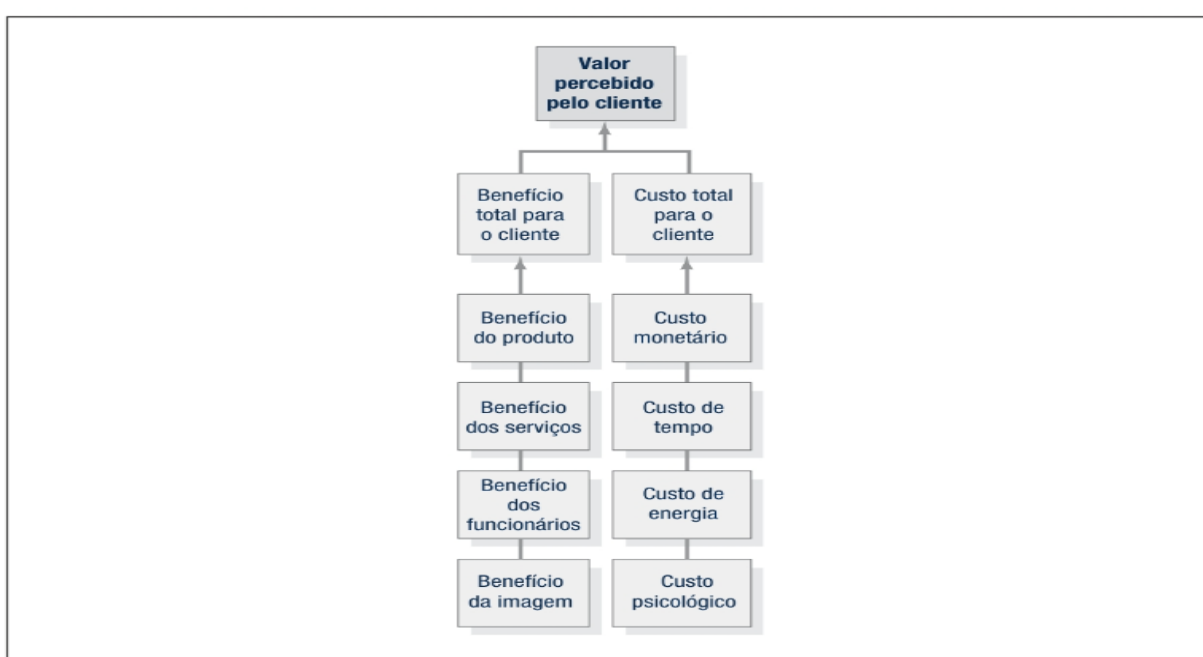 Valor
percebido
pelo cliente
Benefício
total para
o cliente
Custo total
para o
cliente
Benefício
do produto
Custo
monetário
Benefício
dos serviços
Custo de
tempo
Benefício
dos
funcionários
Custo de
energia
Benefício
da imagem
Custo
psicológico